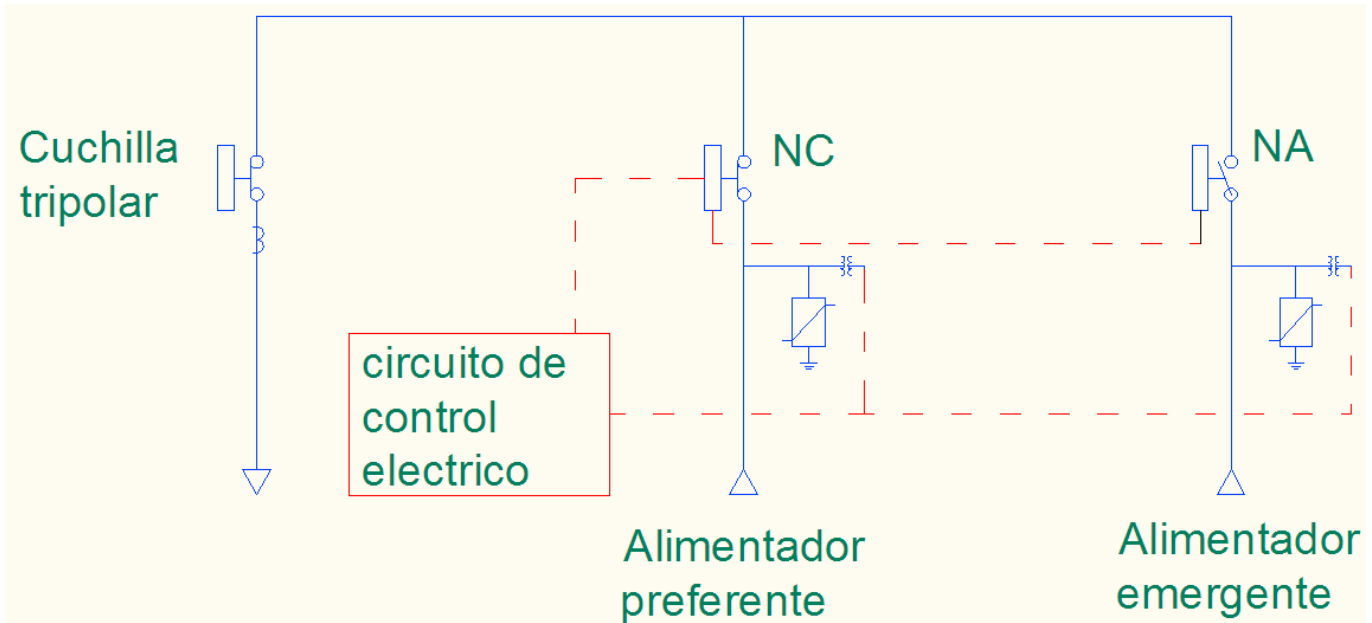 Cuchilla
tripolar
NC
NA
circuito de
control
electrico
Alimentador
preferente
Alimentador
emergente